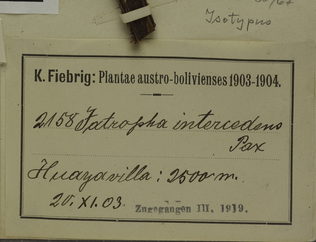 Isotypus
K. Fiebrig: Plantae austro-bolivienses 1903-1904.
2158 Jatropha intercedens
Pax
Huayavilla: 2500 m.
20. XI. 03. Zugegangen III. 1919.